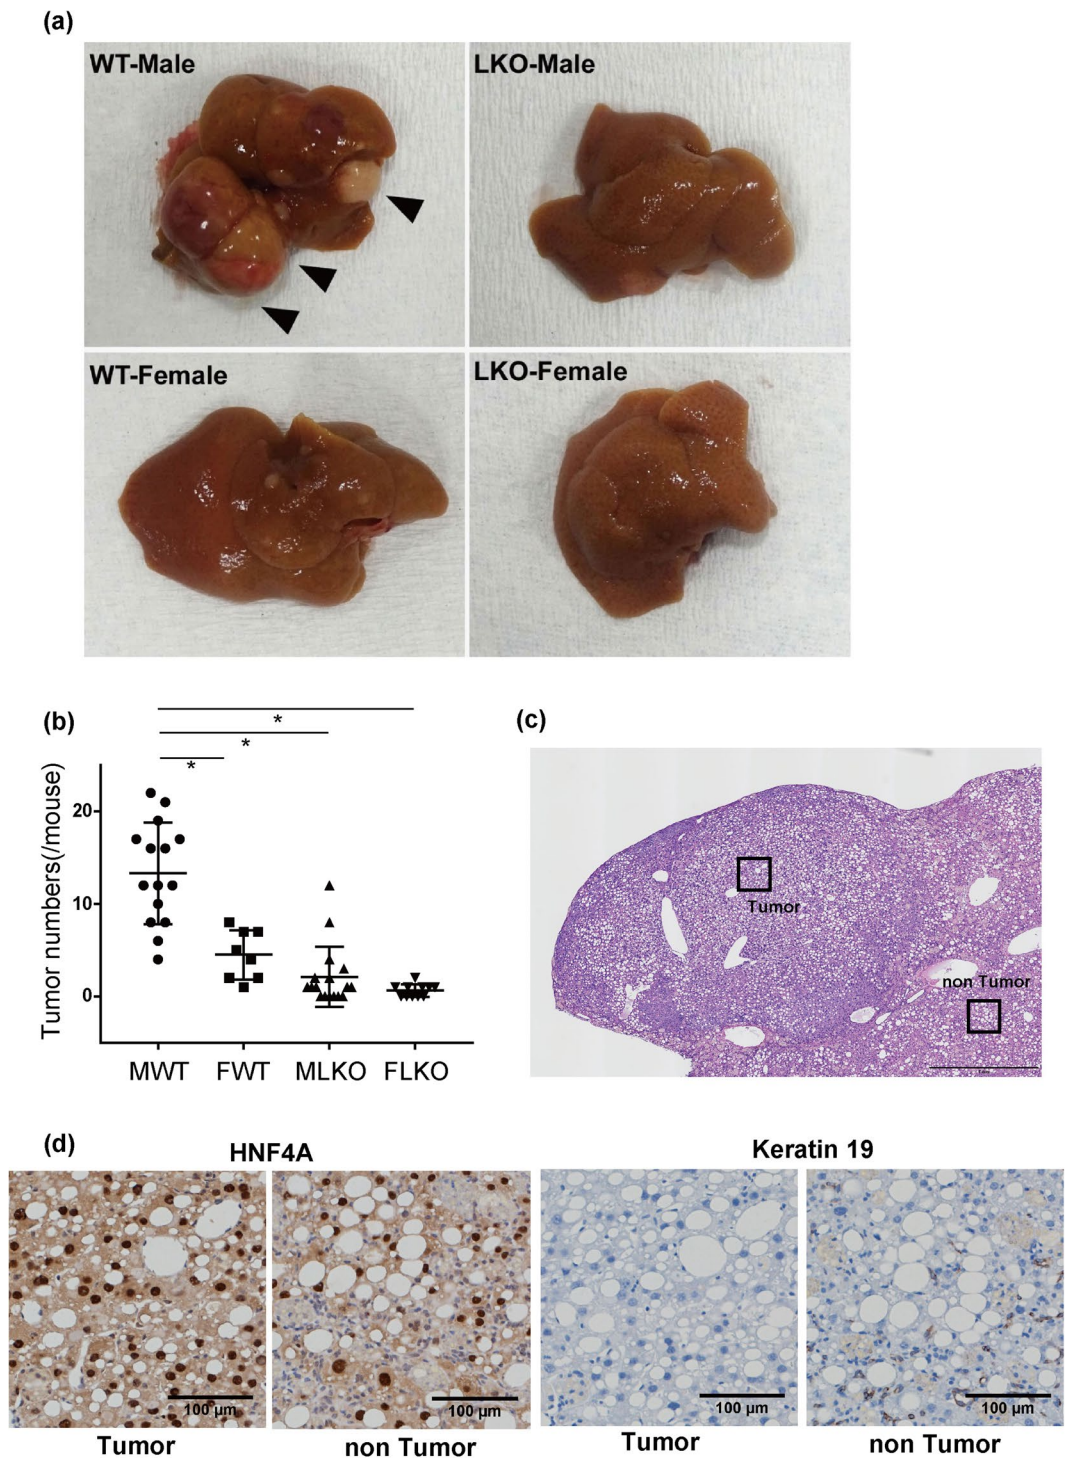 (a)
WT-Male
LKO-Male
WT-Female
LKO-Female
(b)
*
*
*
Tumor numbers(/mouse)
20
10
0
MWT
FWT
MLKO
FLKO
(c)
Tumor
non Tumor
(d)
HNF4A
Keratin 19
100 µm
100 µm
100 µm
100 µm
Tumor
non Tumor
Tumor
non Tumor